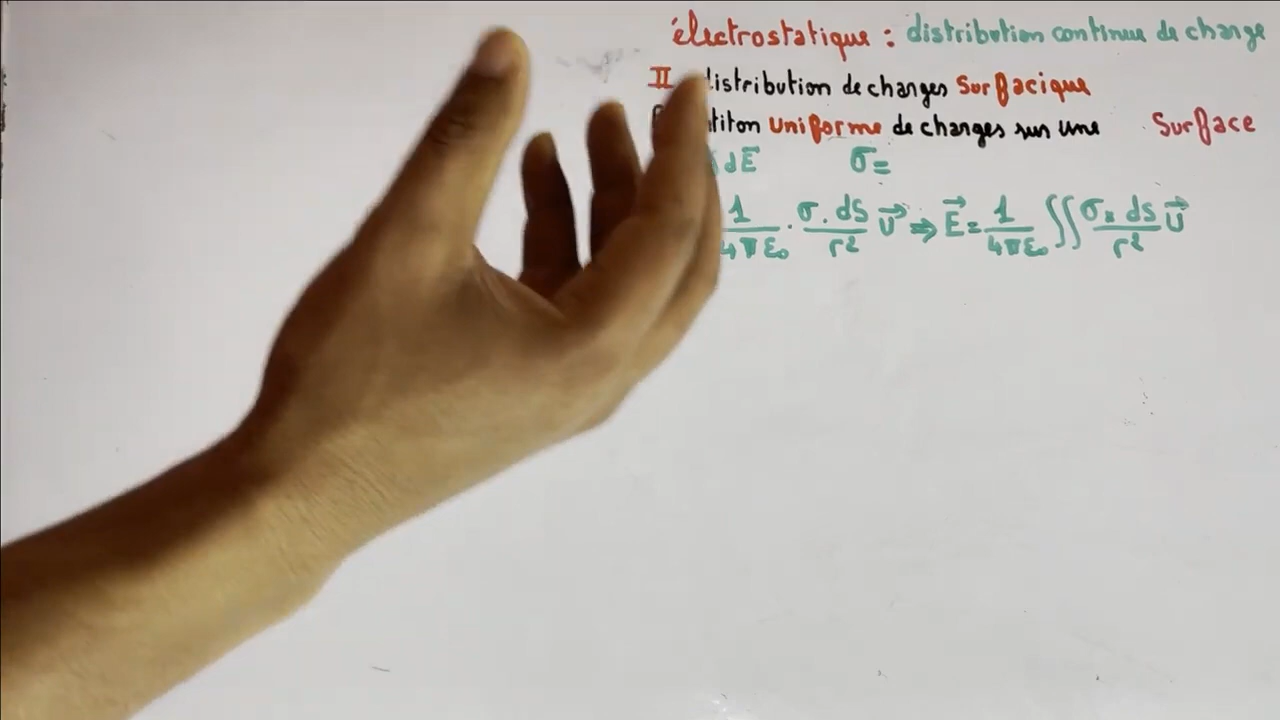 électrostatique : distribution continue de charge
II distribution de charges Surfacique
titon uniforme de charges sur une Surface
dE⃗ σ=
1/4πε₀ . σ. dS/r² u⃗ ⇒ E⃗ = 1/4πε₀ ∬ σ × ds/r² u⃗